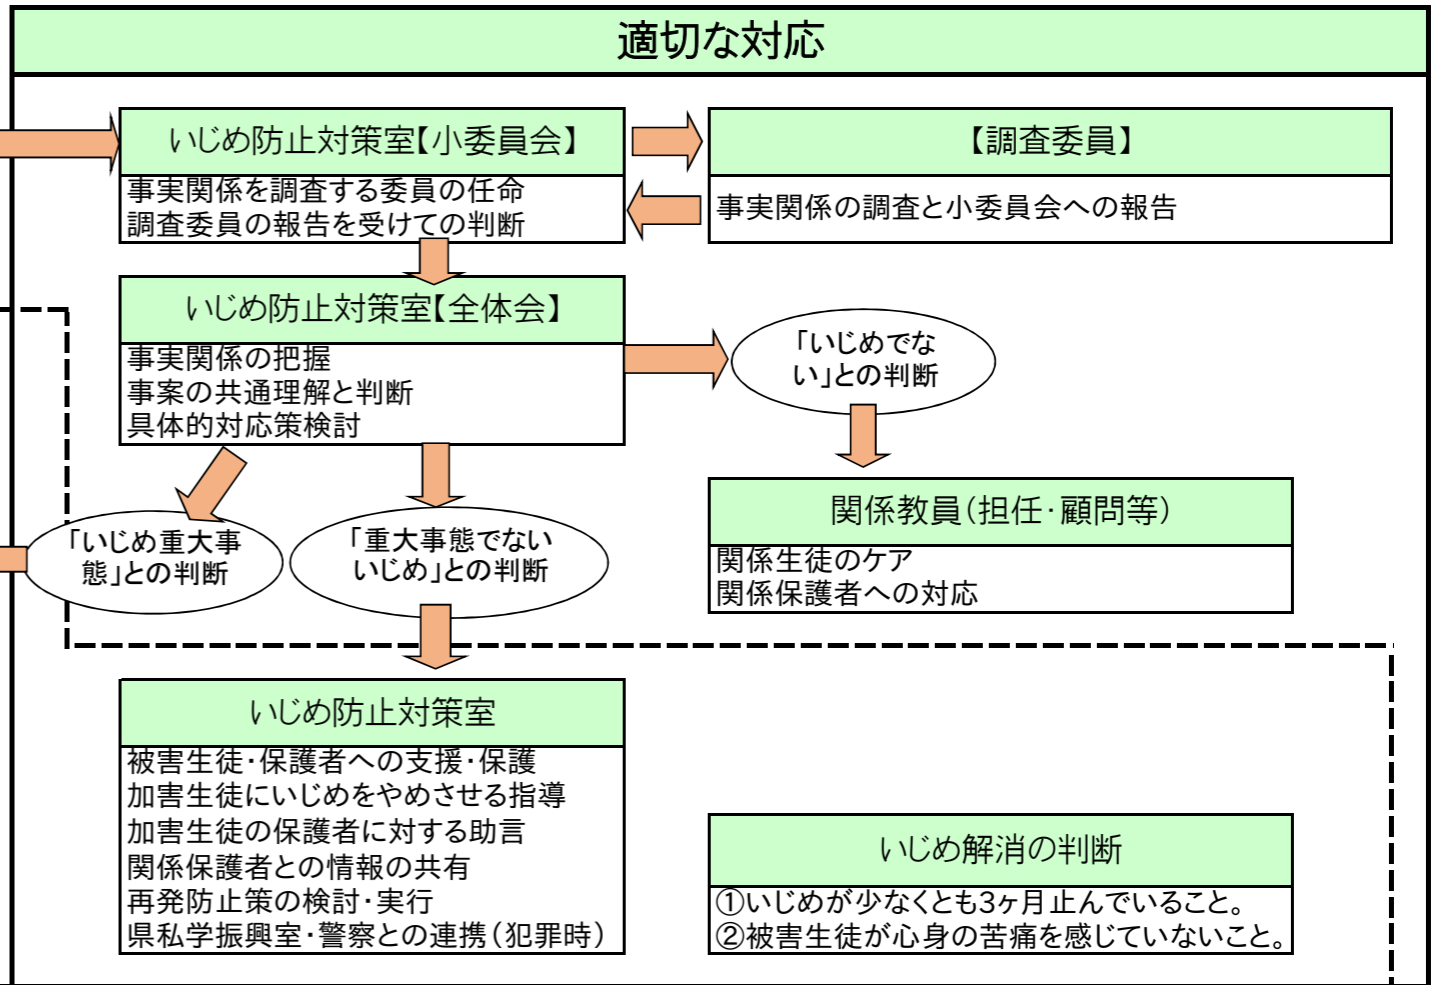 適切な対応
いじめ防止対策室【小委員会】
事実関係を調査する委員の任命
調査委員の報告を受けての判断
【調査委員】
事実関係の調査と小委員会への報告
いじめ防止対策室【全体会】
事実関係の把握
事案の共通理解と判断
具体的対応策検討
「いじめでな
い」との判断
関係教員(担任・顧問等)
関係生徒のケア
関係保護者への対応
「いじめ重大事
態」との判断
「重大事態でない
いじめ」との判断
いじめ防止対策室
被害生徒・保護者への支援・保護
加害生徒にいじめをやめさせる指導
加害生徒の保護者に対する助言
関係保護者との情報の共有
再発防止策の検討・実行
県私学振興室・警察との連携(犯罪時)
いじめ解消の判断
①いじめが少なくとも3ヶ月止んでいること。
②被害生徒が心身の苦痛を感じていないこと。